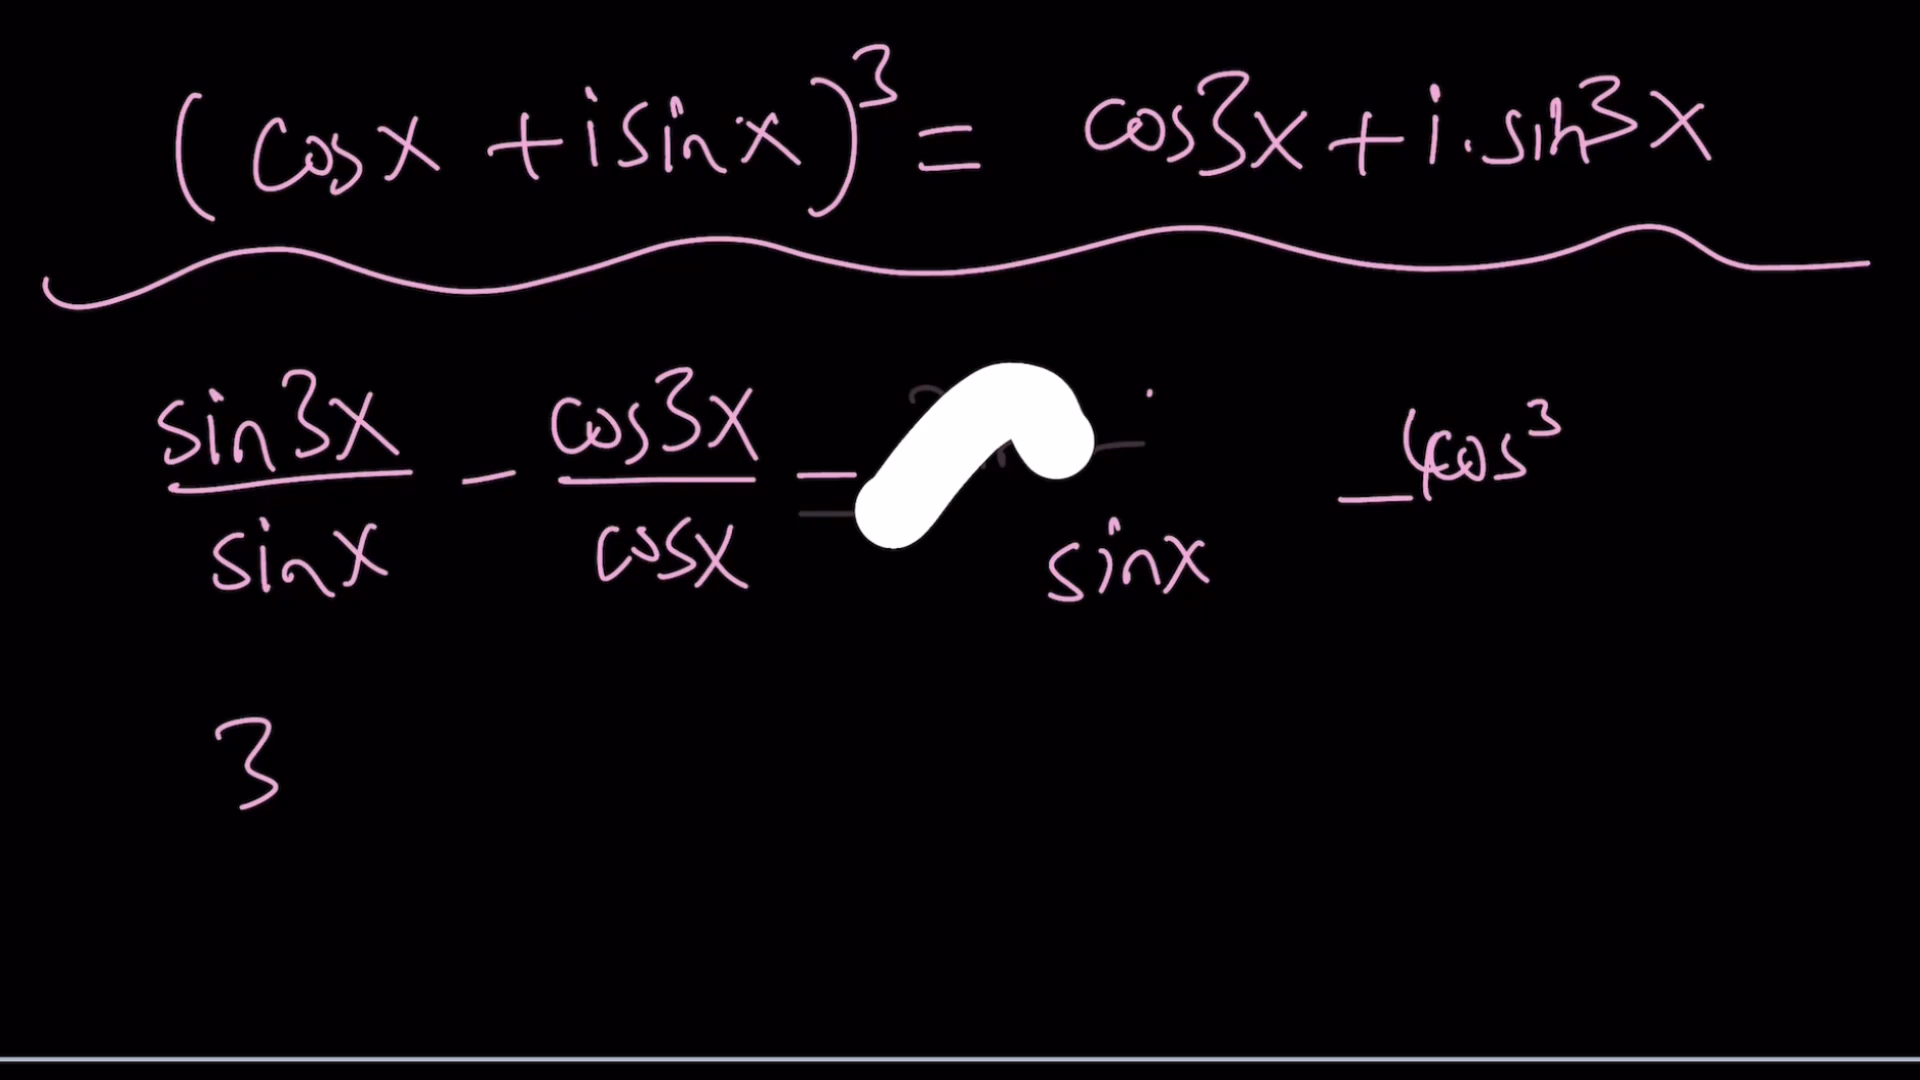 (cosx + isinx)³ = cos3x + i.sin3x
sin3x/sinx - cos3x/cosx = /sinx - 4cos³
3